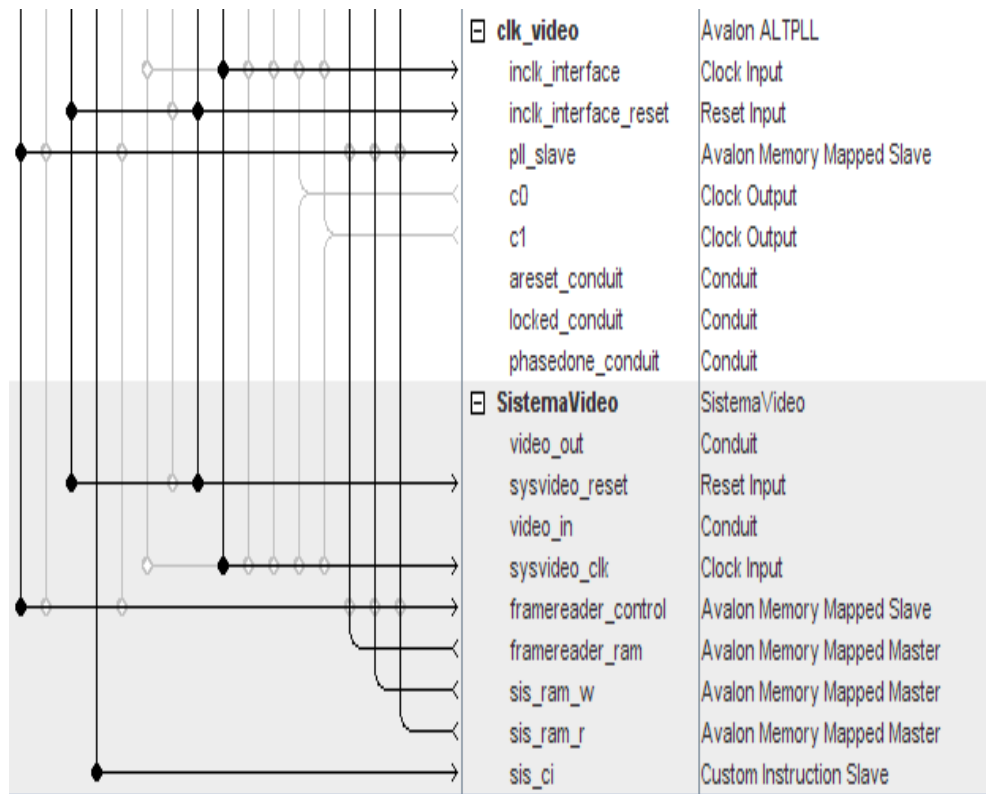 clk_video Avalon ALTPLL
inclk_interface Clock Input
inclk_interface_reset Reset Input
pll_slave Avalon Memory Mapped Slave
c0 Clock Output
c1 Clock Output
areset_conduit Conduit
locked_conduit Conduit
phasedone_conduit Conduit
SistemaVideo SistemaVideo
video_out Conduit
sysvideo_reset Reset Input
video_in Conduit
sysvideo_clk Clock Input
framereader_control Avalon Memory Mapped Slave
framereader_ram Avalon Memory Mapped Master
sis_ram_w Avalon Memory Mapped Master
sis_ram_r Avalon Memory Mapped Master
sis_ci Custom Instruction Slave